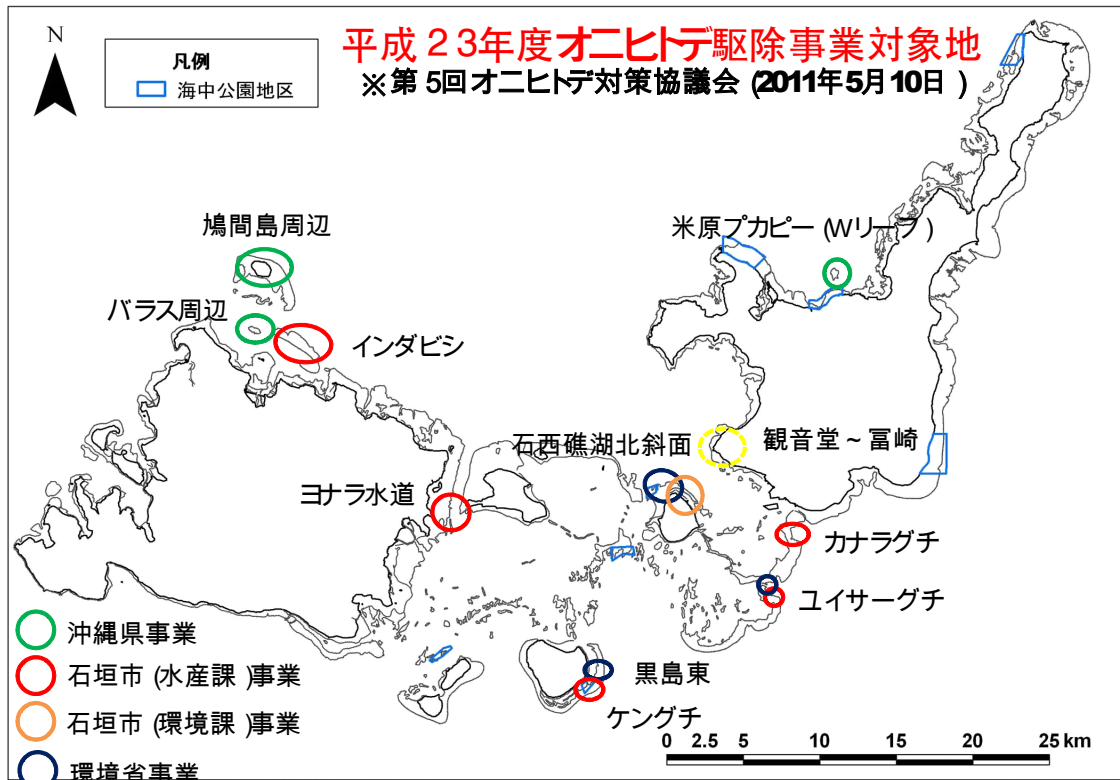 N
凡例
海中公園地区
平成23年度オニヒトデ駆除事業対象地
※第5回オニヒトデ対策協議会(2011年5月10日)
鳩間島周辺
バラス周辺
インダビシ
米原プカピー(Wリーフ)
石西礁湖北斜面
観音堂~冨崎
ヨナラ水道
カナラグチ
ユイサーグチ
黒島東
ケングチ
沖縄県事業
石垣市(水産課)事業
石垣市(環境課)事業
環境省事業
0 2.5 5 10 15 20 25 km